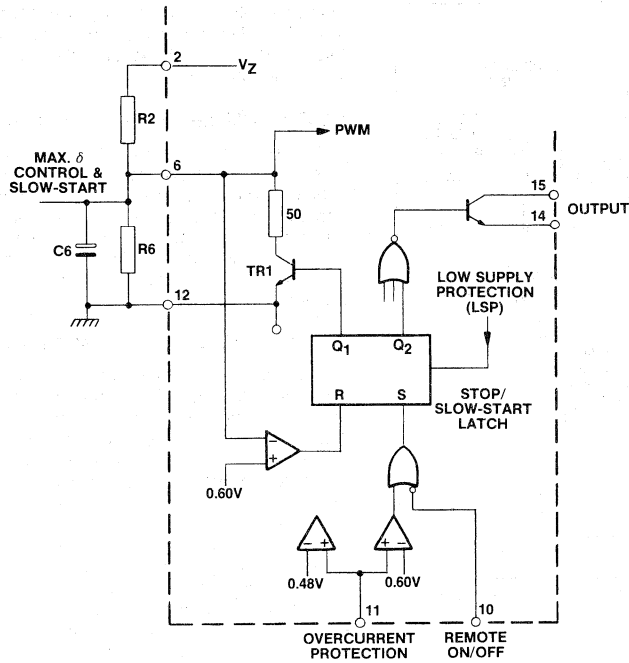 2
VZ
R2
PWM
MAX. δ
CONTROL &
SLOW-START
6
15
50
14
OUTPUT
C6
R6
TR1
12
LOW SUPPLY
PROTECTION
(LSP)
Q1
Q2
R
S
STOP/
SLOW-START
LATCH
−
+
0.60V
− +
+ −
0.48V
0.60V
11
10
OVERCURRENT
PROTECTION
REMOTE
ON/OFF